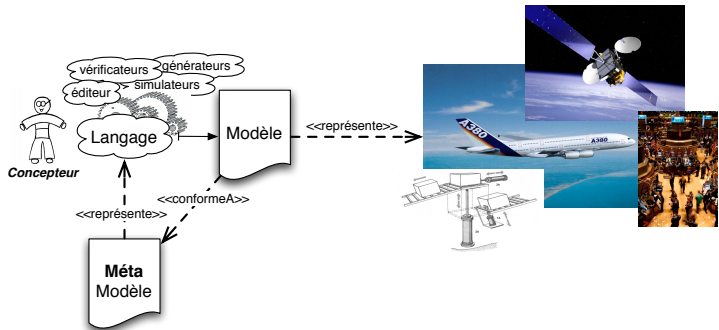 vérificateurs
générateurs
éditeur
simulateurs
Langage
Concepteur
Modèle
<<représente>>
<<conformeA>>
<<représente>>
Méta
Modèle
A380
A380